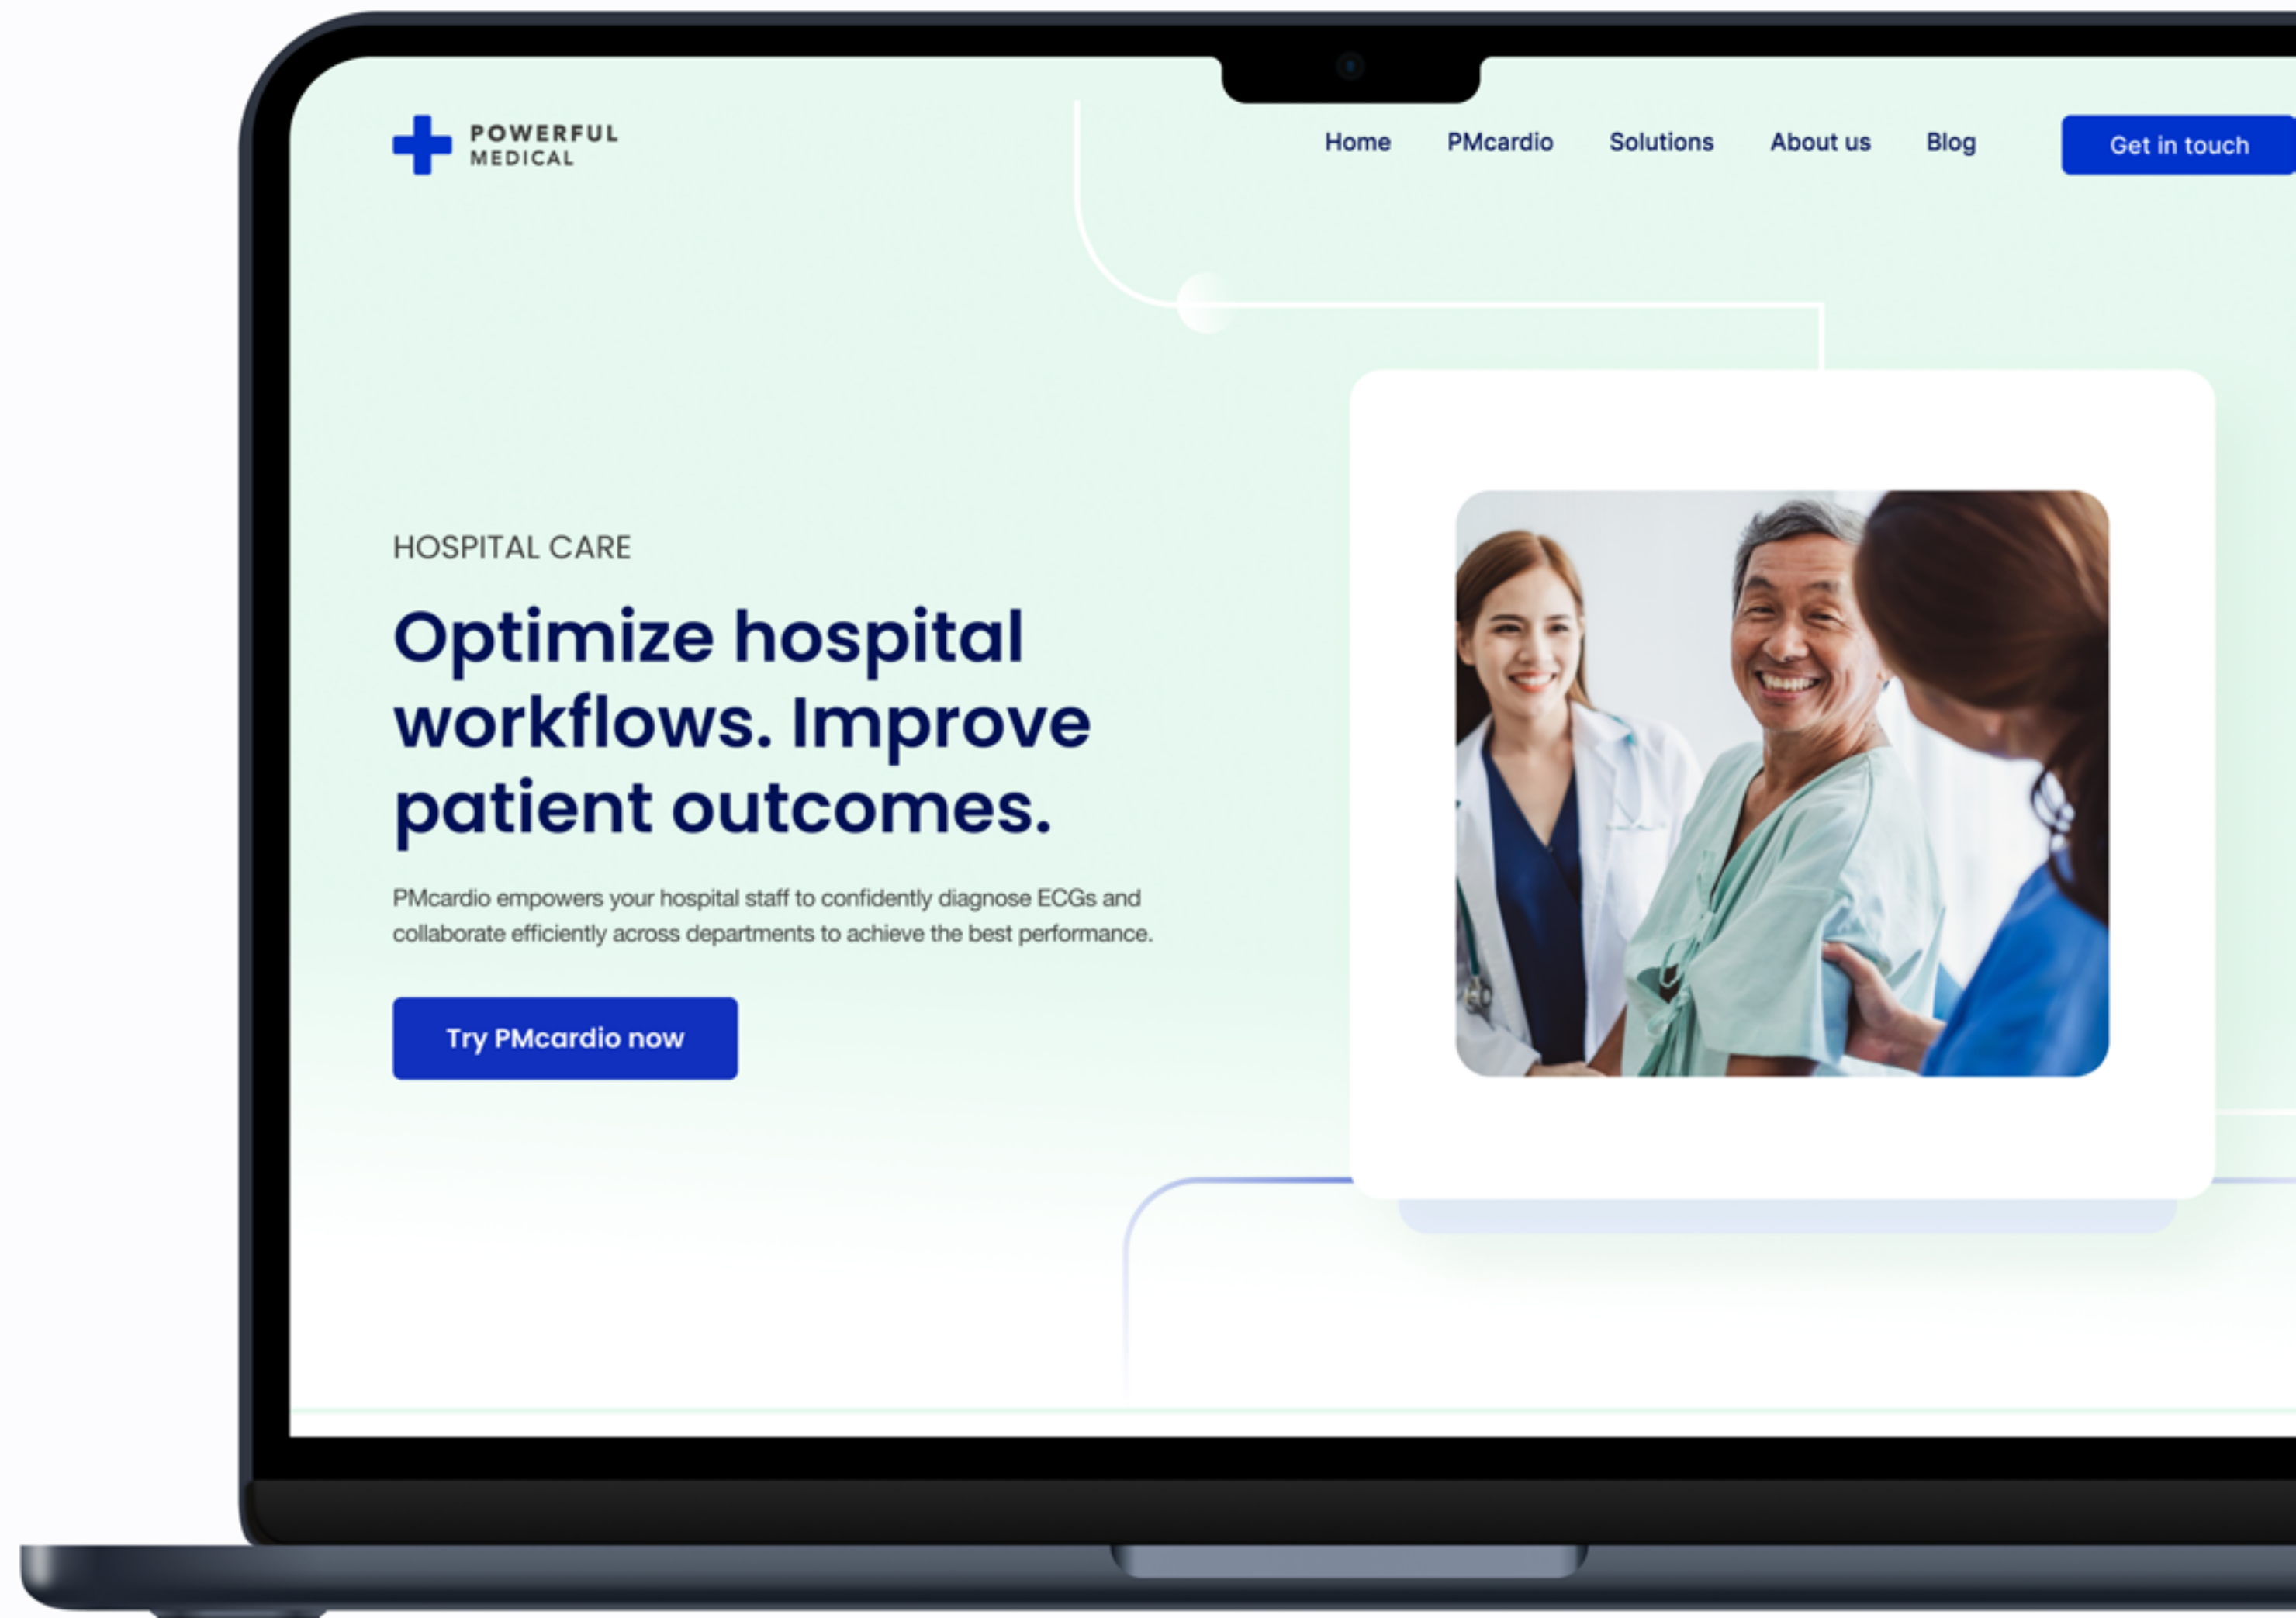 POWERFUL
MEDICAL
Home PMcardio Solutions About us Blog Get in touch
HOSPITAL CARE
Optimize hospital
workflows. Improve
patient outcomes.
PMcardio empowers your hospital staff to confidently diagnose ECGs and
collaborate efficiently across departments to achieve the best performance.
Try PMcardio now